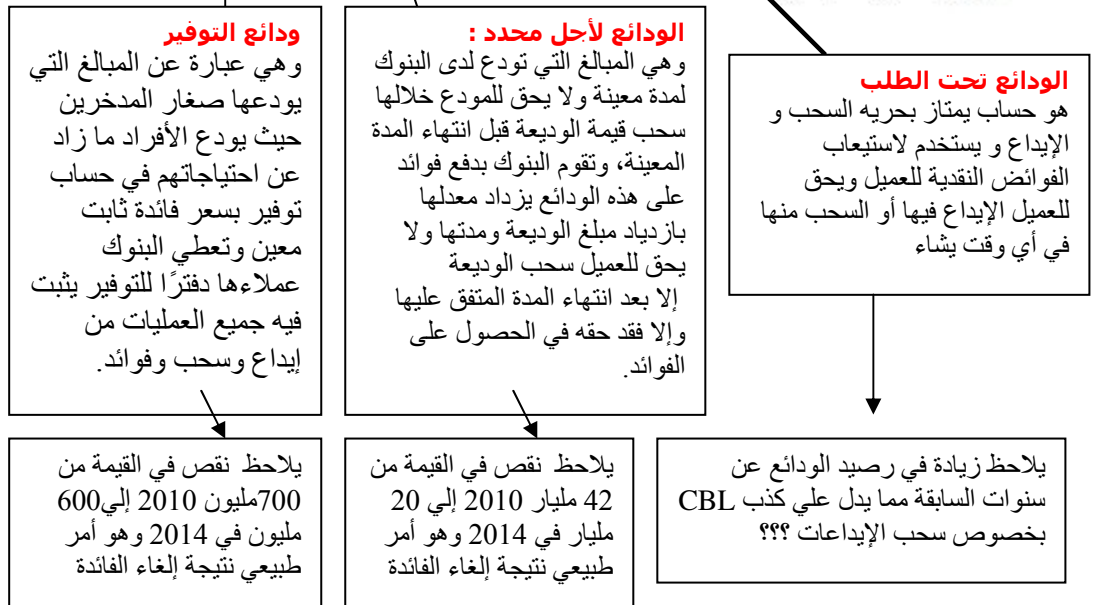 الودائع تحت الطلب
هو حساب يمتاز بحريه السحب و
الإيداع و يستخدم لاستيعاب
الفوائض النقدية للعميل ويحق
للعميل الإيداع فيها أو السحب منها
في أي وقت يشاء
الودائع لأجل محدد :
وهي المبالغ التي تودع لدى البنوك
لمدة معينة ولا يحق للمودع خلالها
سحب قيمة الوديعة قبل انتهاء المدة
المعينة، وتقوم البنوك بدفع فوائد
على هذه الودائع يزداد معدلها
بازدياد مبلغ الوديعة ومدتها ولا
يحق للعميل سحب الوديعة
إلا بعد انتهاء المدة المتفق عليها
وإلا فقد حقه في الحصول على
الفوائد.
ودائع التوفير
وهي عبارة عن المبالغ التي
يودعها صغار المدخرين
حيث يودع الأفراد ما زاد
عن احتياجاتهم في حساب
توفير بسعر فائدة ثابت
معين وتعطي البنوك
عملاءها دفترًا للتوفير يثبت
فيه جميع العمليات من
إيداع وسحب وفوائد.
يلاحظ زيادة في رصيد الودائع عن
سنوات السابقة مما يدل علي كذب CBL
بخصوص سحب الإيداعات ؟؟؟
يلاحظ نقص في القيمة من
42 مليار 2010 إلي 20
مليار في 2014 وهو أمر
طبيعي نتيجة إلغاء الفائدة
يلاحظ نقص في القيمة من
700مليون 2010 إلي600
مليون في 2014 وهو أمر
طبيعي نتيجة إلغاء الفائدة